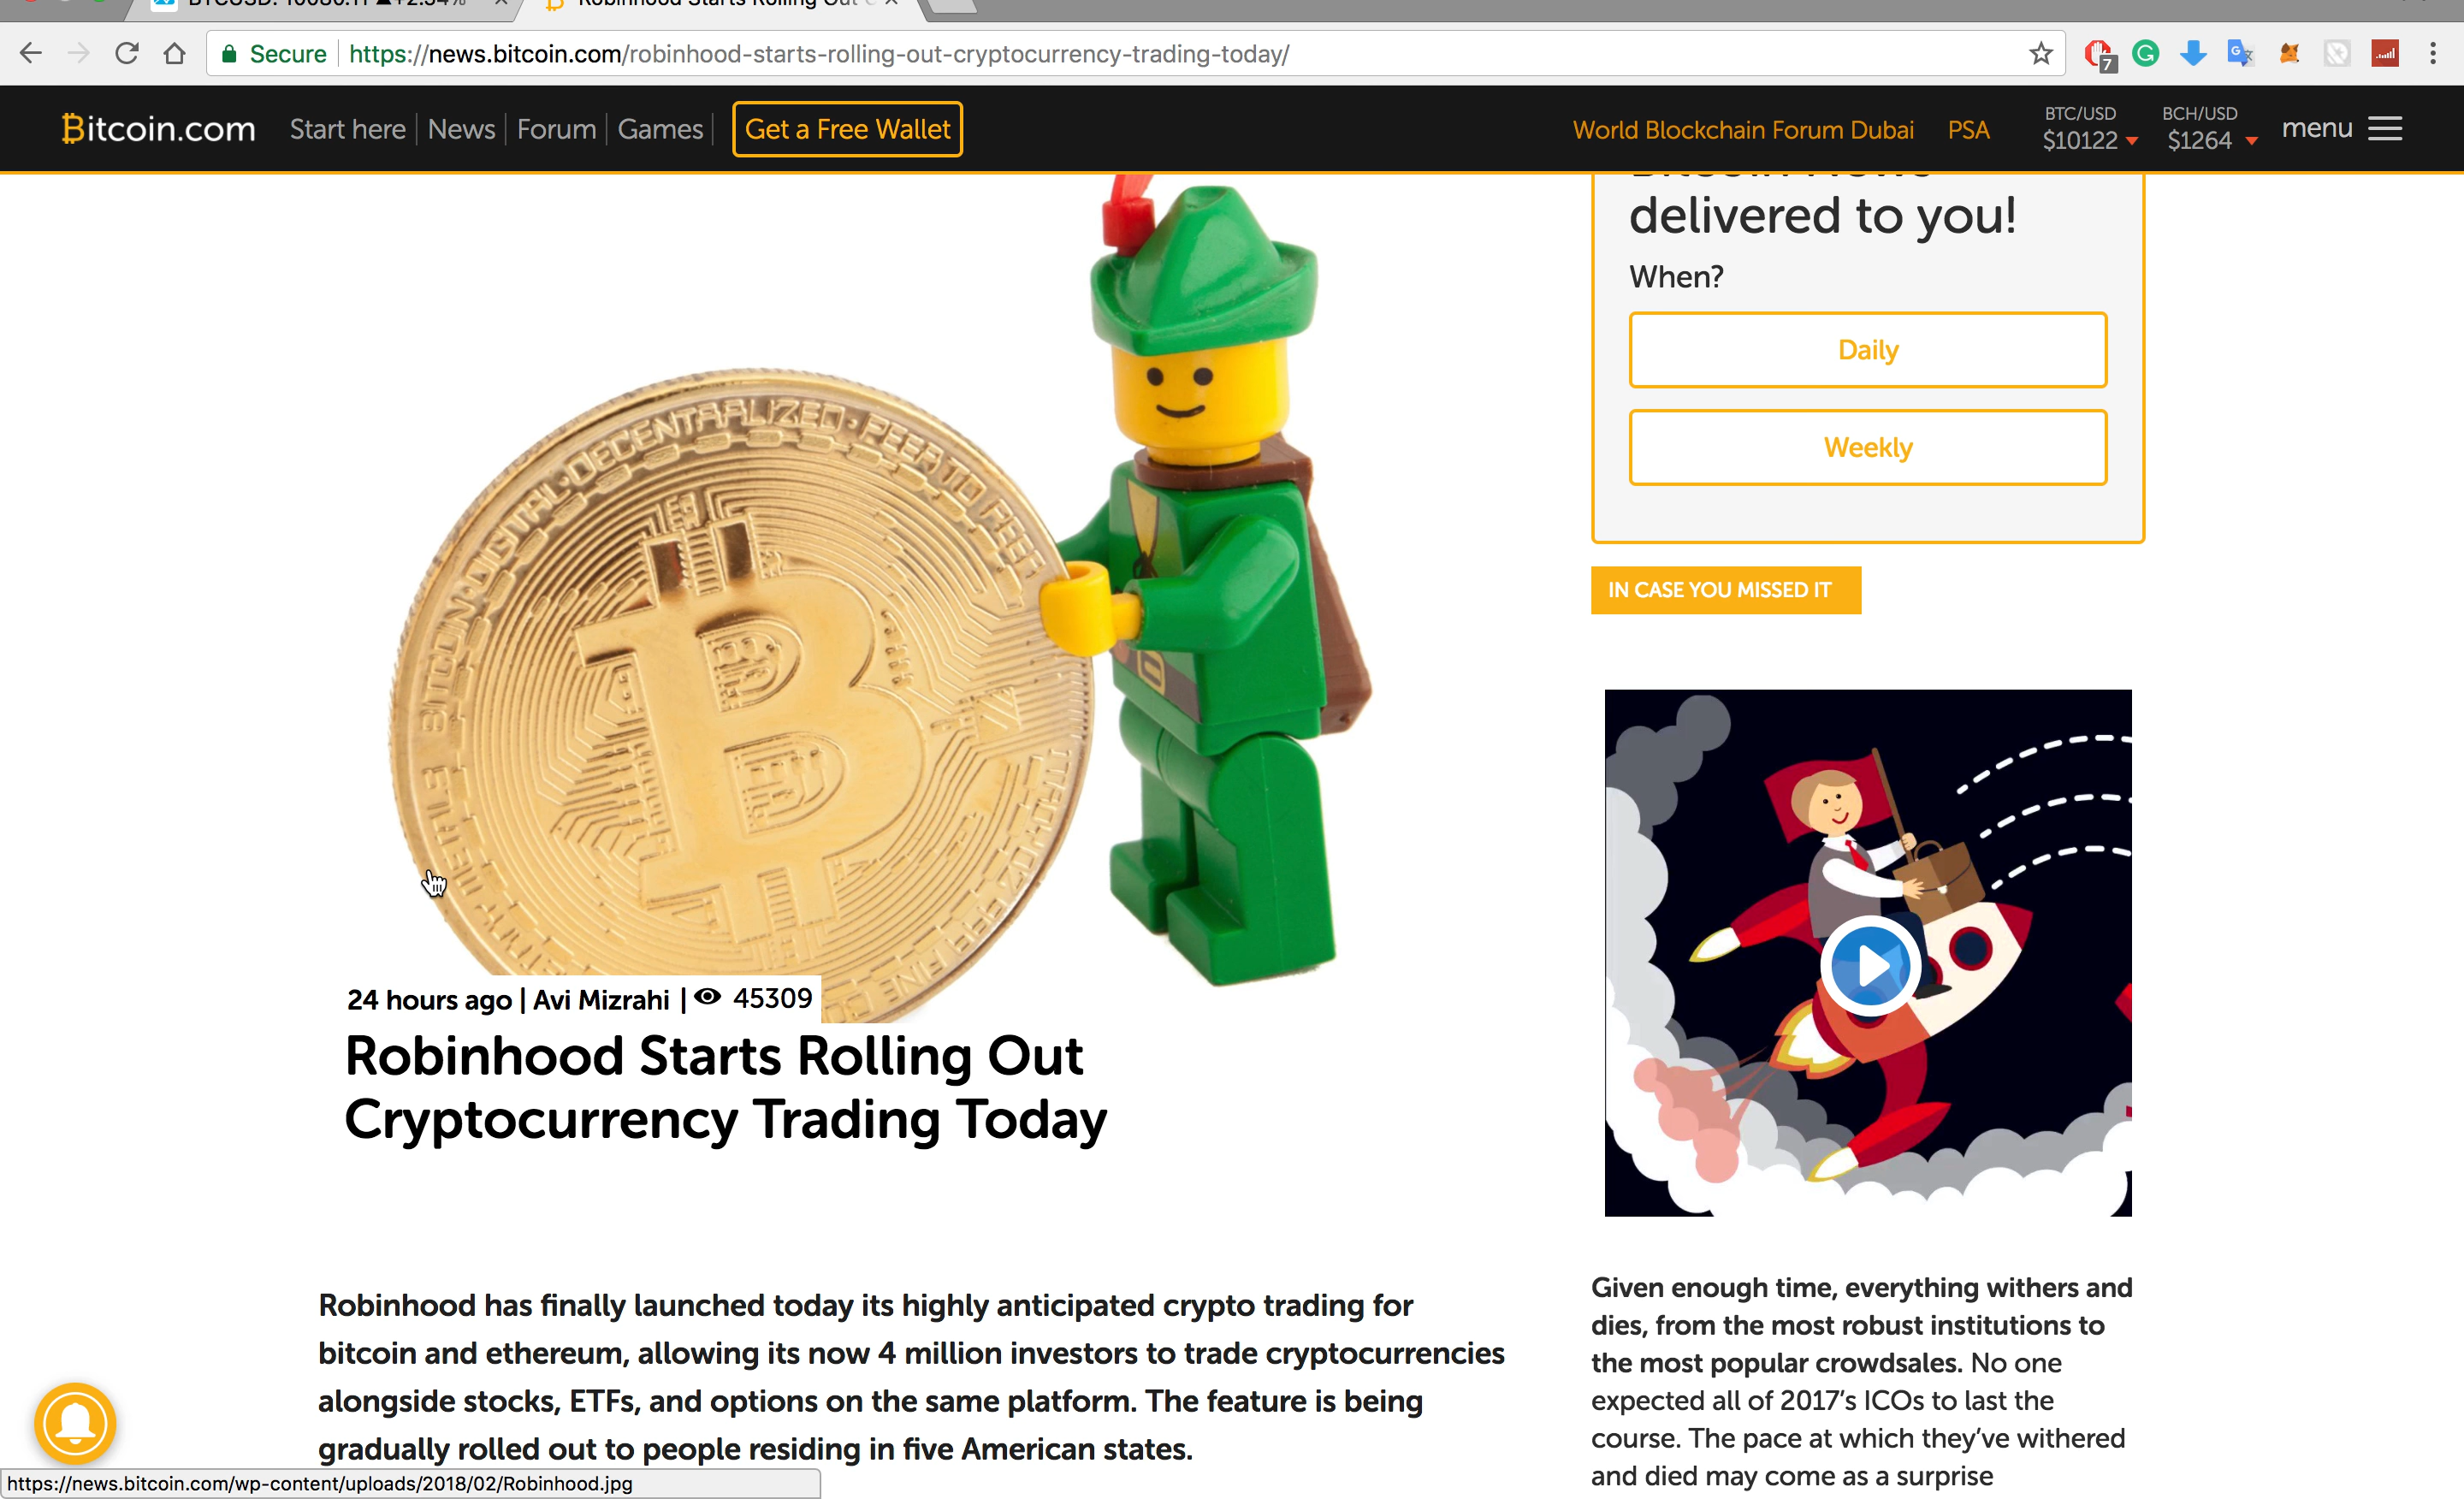 Secure
https://news.bitcoin.com/robinhood-starts-rolling-out-cryptocurrency-trading-today/
7
Bitcoin.com
Start here
News
Forum
Games
Get a Free Wallet
World Blockchain Forum Dubai
PSA
BTC/USD
$10122
BCH/USD
$1264
menu
delivered to you!
When?
Daily
Weekly
IN CASE YOU MISSED IT
BITCOIN·DIGITAL·DECENTRALIZED·PEER TO PEER
24 hours ago | Avi Mizrahi | 45309
Robinhood Starts Rolling Out
Cryptocurrency Trading Today
Robinhood has finally launched today its highly anticipated crypto trading for
bitcoin and ethereum, allowing its now 4 million investors to trade cryptocurrencies
alongside stocks, ETFs, and options on the same platform. The feature is being
gradually rolled out to people residing in five American states.
Given enough time, everything withers and
dies, from the most robust institutions to
the most popular crowdsales. No one
expected all of 2017’s ICOs to last the
course. The pace at which they’ve withered
and died may come as a surprise
https://news.bitcoin.com/wp-content/uploads/2018/02/Robinhood.jpg